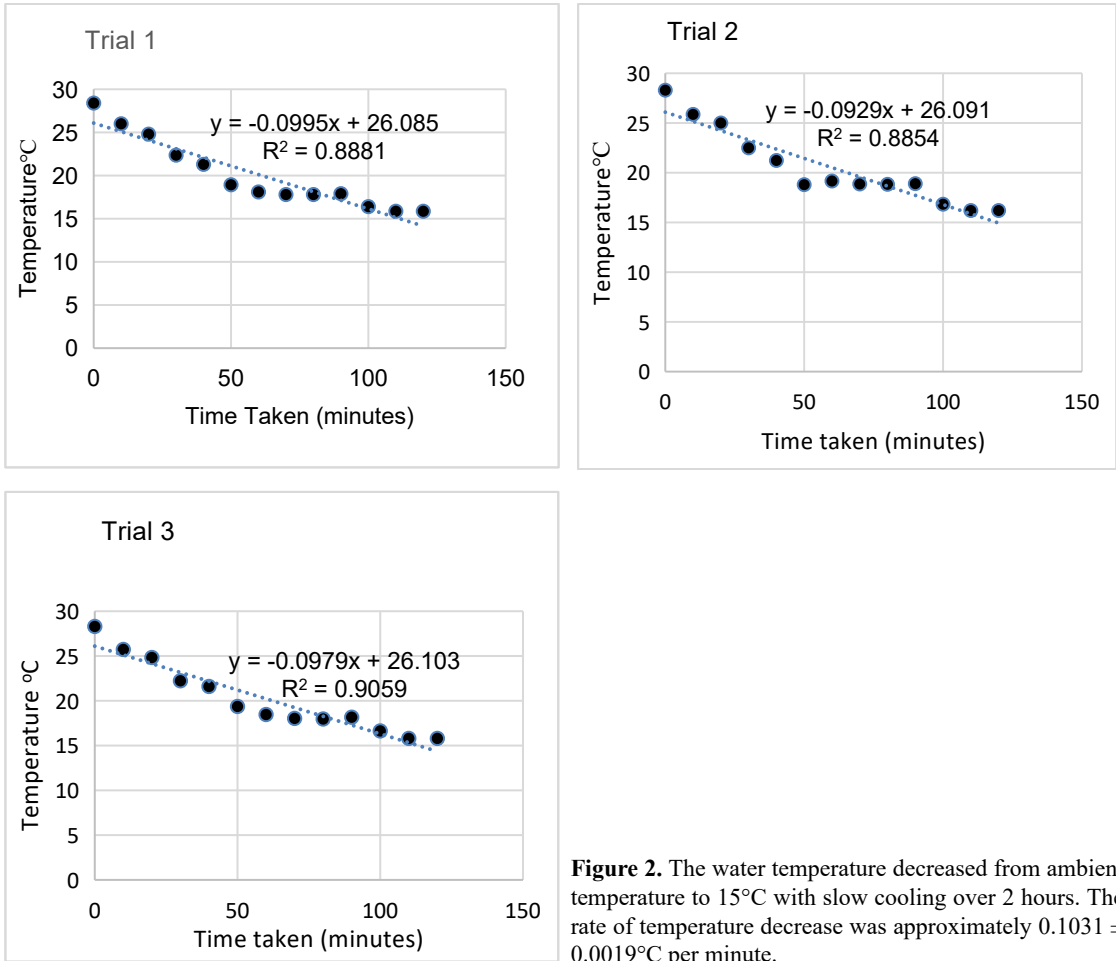 Trial 1
30
25
20
15
10
5
0
y = -0.0995x + 26.085
R² = 0.8881
0 50 100 150
Temperature°C
Time Taken (minutes)
Trial 2
30
25
20
15
10
5
0
y = -0.0929x + 26.091
R² = 0.8854
0 50 100 150
Temperature°C
Time taken (minutes)
Trial 3
30
25
20
15
10
5
0
y = -0.0979x + 26.103
R² = 0.9059
0 50 100 150
Temperature ºC
Time taken (minutes)
Figure 2. The water temperature decreased from
temperature to 15°C with slow cooling over 2 hours.
rate of temperature decrease was approximately 0.1031
0.0019°C per minute.